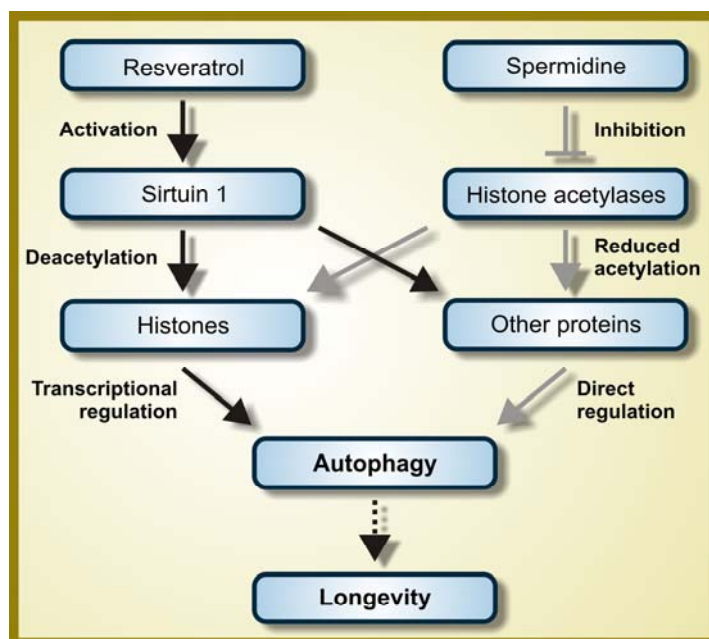 Resveratrol
Spermidine
Activation
Inhibition
Sirtuin 1
Histone acetylases
Deacetylation
Reduced
acetylation
Histones
Other proteins
Transcriptional
regulation
Direct
regulation
Autophagy
Longevity